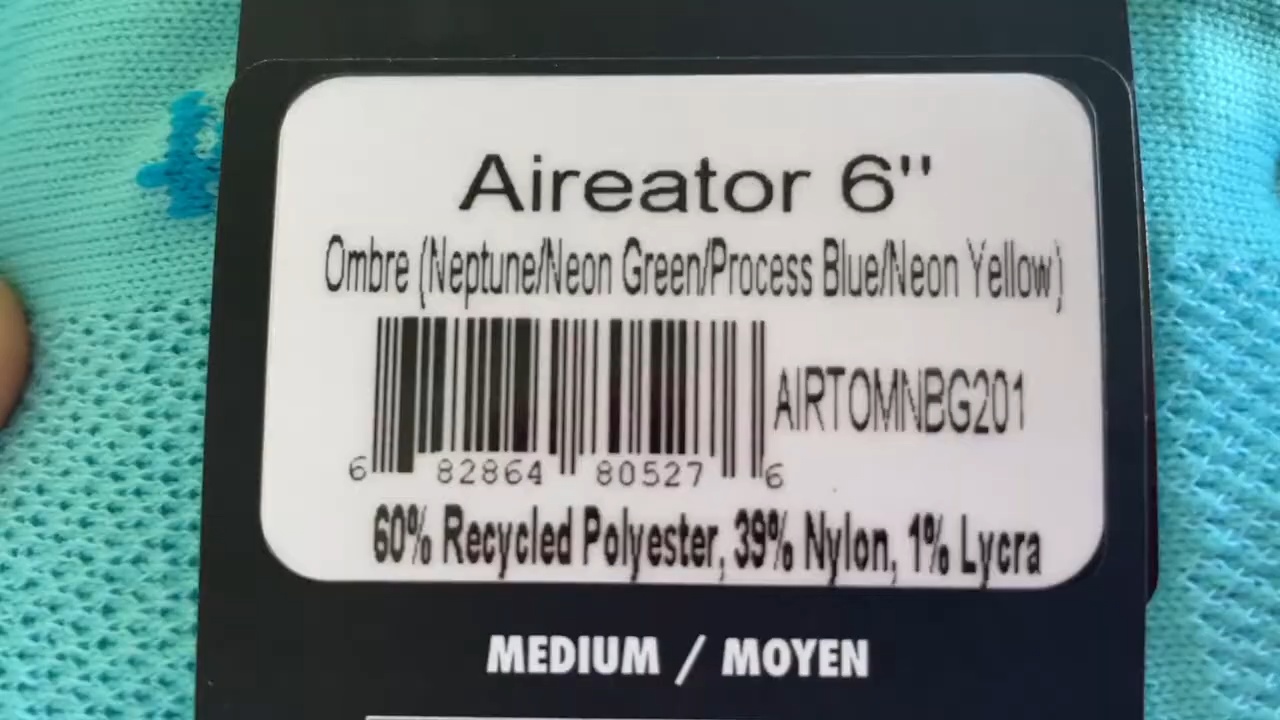 Aireator 6"
Ombre (Neptune/Neon Green/Process Blue/Neon Yellow)
AIRTOMNBG201
6 82864 80527 6
60% Recycled Polyester, 39% Nylon, 1% Lycra
MEDIUM / MOYEN